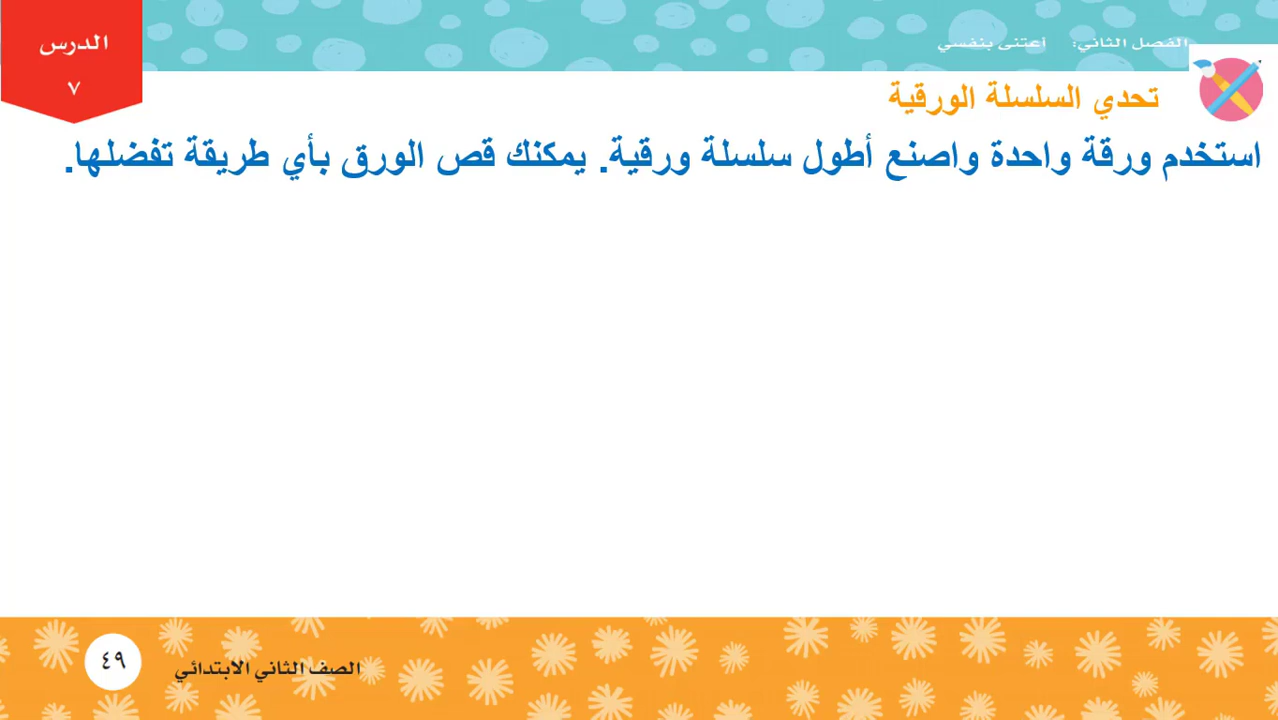 الدرس
٧
الفصل الثاني: أعتنى بنفسي
تحدي السلسلة الورقية
استخدم ورقة واحدة واصنع أطول سلسلة ورقية. يمكنك قص الورق بأي طريقة تفضلها.
الصف الثاني الابتدائي
٤٩